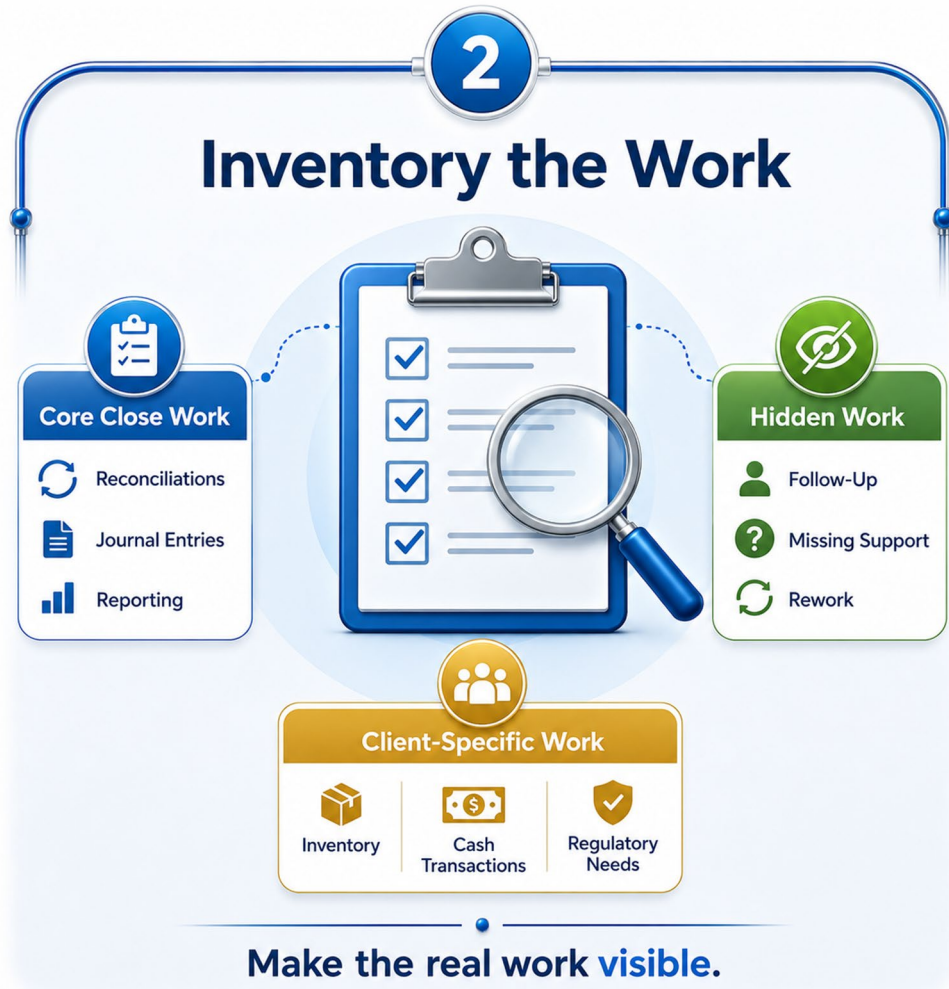 2
Inventory the Work
Core Close Work
Reconciliations
Journal Entries
Reporting
Hidden Work
Follow-Up
?
Missing Support
Rework
Client-Specific Work
Inventory
$
Cash
Transactions
Regulatory
Needs
Make the real work visible.